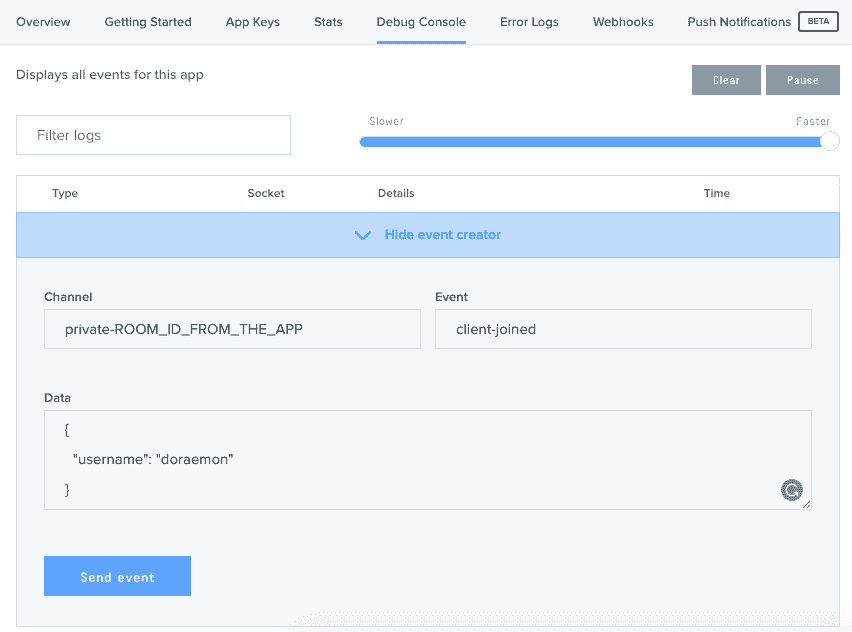 Overview Getting Started App Keys Stats Debug Console Error Logs Webhooks Push Notifications BETA
Displays all events for this app
Clear Pause
Slower Faster
Filter logs
Type Socket Details Time
Hide event creator
Channel Event
private-ROOM_ID_FROM_THE_APP client-joined
Data
{
"username": "doraemon"
}
Send event